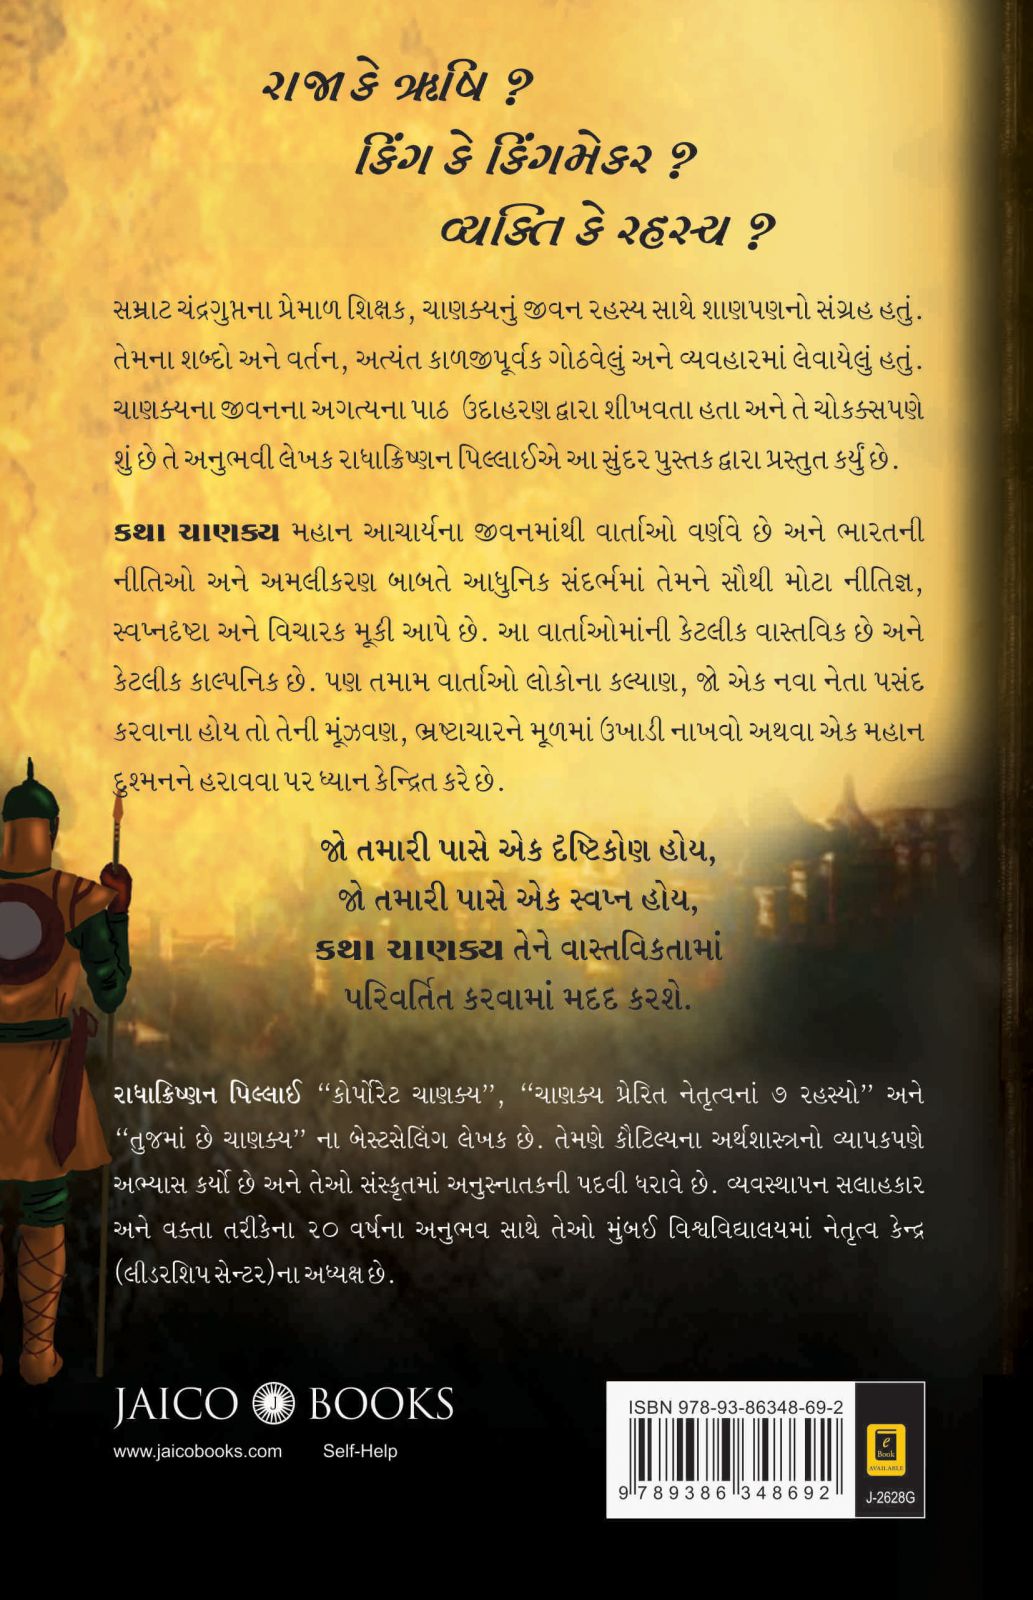 રાજા કે ઋષિ ?
કિંગ કે કિંગમેકર ?
વ્યક્તિ કે રહસ્ય ?
સમ્રાટ ચંદ્રગુપ્તના પ્રેમાળ શિક્ષક, ચાણક્યનું જીવન રહસ્ય સાથે શાણપણનો સંગ્રહ હતું.
તેમના શબ્દો અને વર્તન, અત્યંત કાળજીપૂર્વક ગોઠવેલું અને વ્યવહારમાં લેવાયેલું હતું.
ચાણક્યના જીવનના અગત્યના પાઠ ઉદાહરણ દ્વારા શીખવતા હતા અને તે ચોકક્સપણે
શું છે તે અનુભવી લેખક રાધાક્રિષ્ણન પિલ્લાઈએ આ સુંદર પુસ્તક દ્વારા પ્રસ્તુત કર્યું છે.
કથા ચાણક્ય મહાન આચાર્યના જીવનમાંથી વાર્તાઓ વર્ણવે છે અને ભારતની
નીતિઓ અને અમલીકરણ બાબતે આધુનિક સંદર્ભમાં તેમને સૌથી મોટા નીતિજ્ઞ,
સ્વપ્નદૃષ્ટા અને વિચારક મૂકી આપે છે. આ વાર્તાઓમાંની કેટલીક વાસ્તવિક છે અને
કેટલીક કાલ્પનિક છે. પણ તમામ વાર્તાઓ લોકોના કલ્યાણ, જો એક નવા નેતા પસંદ
કરવાના હોય તો તેની મૂંઝવણ, ભ્રષ્ટાચારને મૂળમાં ઉખાડી નાખવો અથવા એક મહાન
દુશ્મનને હરાવવા પર ધ્યાન કેન્દ્રિત કરે છે.
જો તમારી પાસે એક દૃષ્ટિકોણ હોય,
જો તમારી પાસે એક સ્વપ્ન હોય,
કથા ચાણક્ય તેને વાસ્તવિકતામાં
પરિવર્તિત કરવામાં મદદ કરશે.
રાધાક્રિષ્ણન પિલ્લાઈ “કોર્પોરેટ ચાણક્ય”, “ચાણક્ય પ્રેરિત નેતૃત્વનાં ૭ રહસ્યો” અને
“તુજમાં છે ચાણક્ય” ના બેસ્ટસેલિંગ લેખક છે. તેમણે કૌટિલ્યના અર્થશાસ્ત્રનો વ્યાપકપણે
અભ્યાસ કર્યો છે અને તેઓ સંસ્કૃતમાં અનુસ્નાતકની પદવી ધરાવે છે. વ્યવસ્થાપન સલાહકાર
અને વક્તા તરીકેના ૨૦ વર્ષના અનુભવ સાથે તેઓ મુંબઈ વિશ્વવિદ્યાલયમાં નેતૃત્વ કેન્દ્ર
(લીડરશિપ સેન્ટર)ના અધ્યક્ષ છે.
JAICO J BOOKS
www.jaicobooks.com Self-Help
ISBN 978-93-86348-69-2
9 789386 348692
e
Book
AVAILABLE
J-2628G